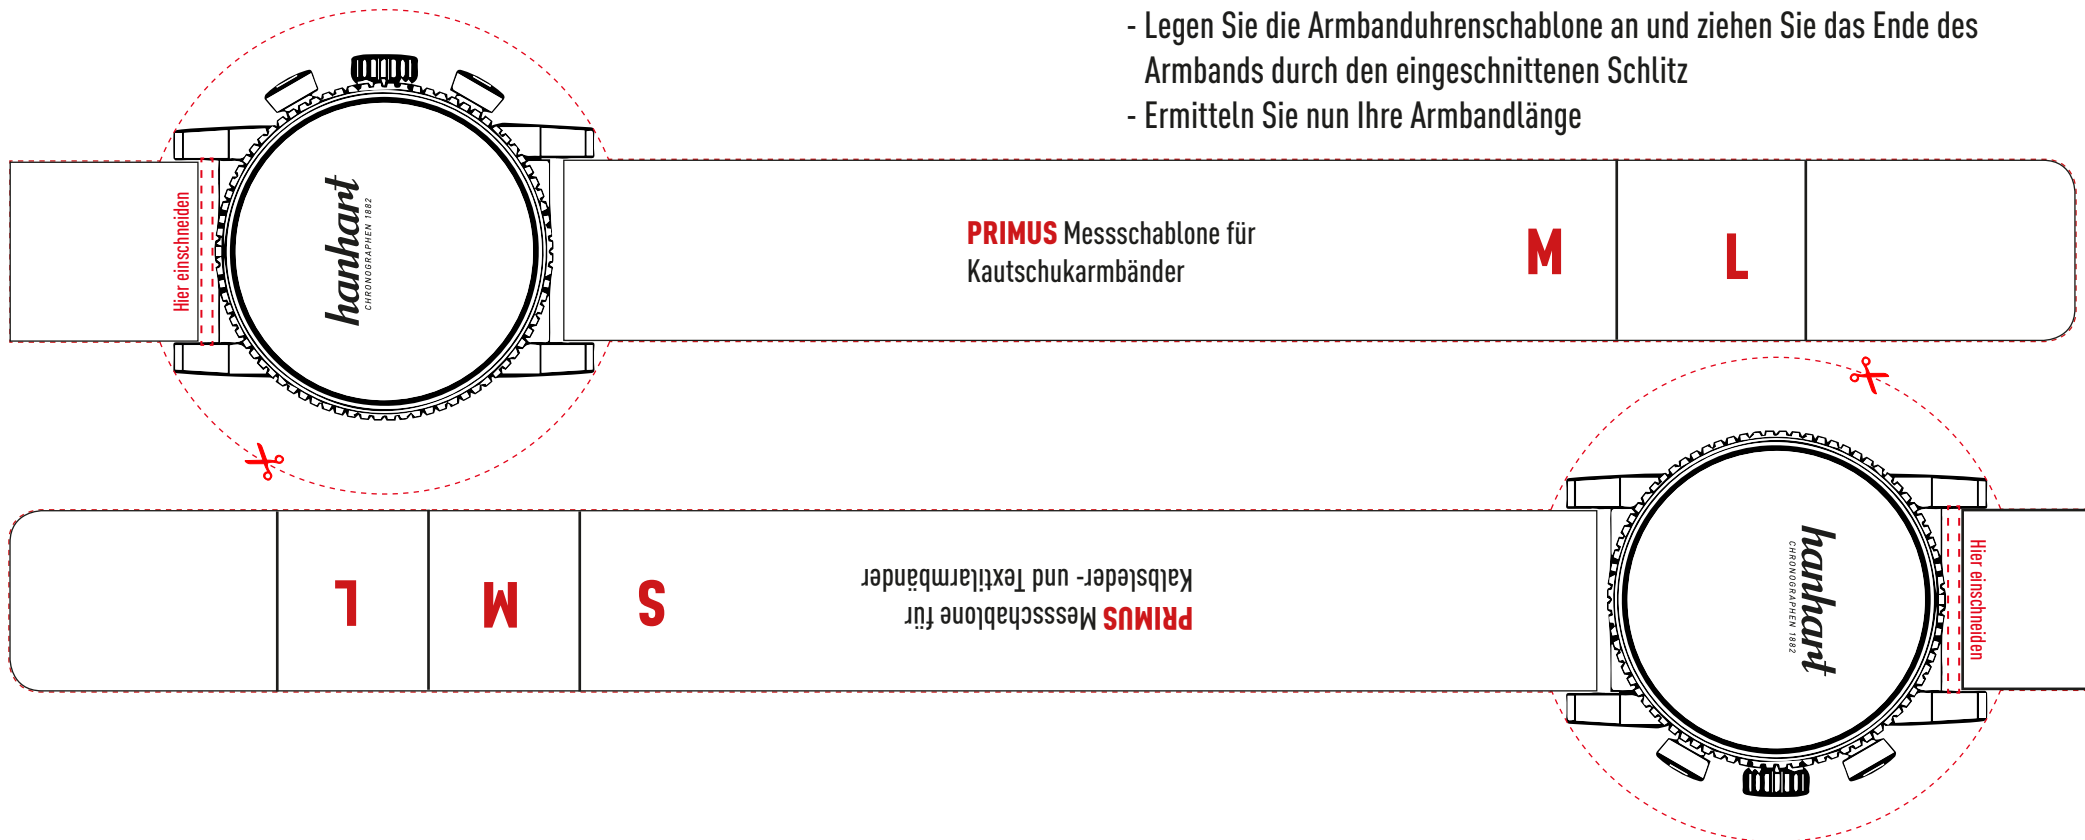 - Legen Sie die Armbanduhrenschablone an und ziehen Sie das Ende des
Armbands durch den eingeschnittenen Schlitz
- Ermitteln Sie nun Ihre Armbandlänge
Hier einschneiden
hanhart
CHRONOGRAPHEN 1882
PRIMUS Messschablone für
Kautschukarmbänder
M
L
L
M
S
PRIMUS Messschablone für
Kalbsleder- und Textilarmbänder
hanhart
CHRONOGRAPHEN 1882
Hier einschneiden